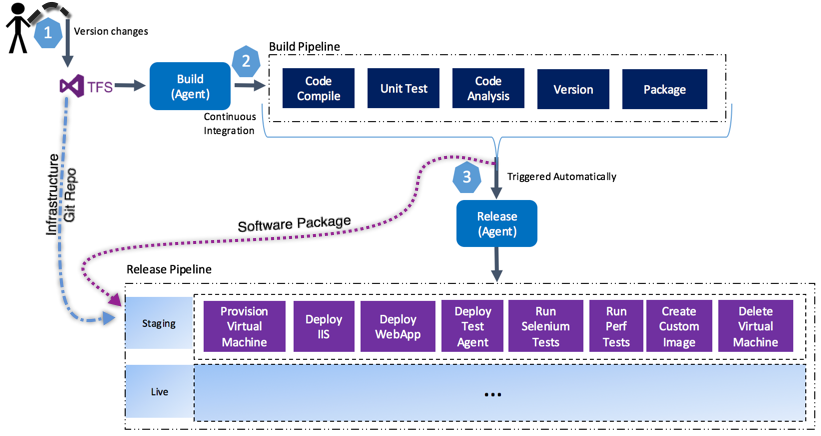 1
Version changes
TFS
Build
(Agent)
2
Continuous
Integration
Build Pipeline
Code
Compile
Unit Test
Code
Analysis
Version
Package
Infrastructure
Git Repo
Software Package
3
Triggered Automatically
Release
(Agent)
Release Pipeline
Staging
Provision
Virtual
Machine
Deploy
IIS
Deploy
WebApp
Deploy
Test
Agent
Run
Selenium
Tests
Run
Perf
Tests
Create
Custom
Image
Delete
Virtual
Machine
Live
...